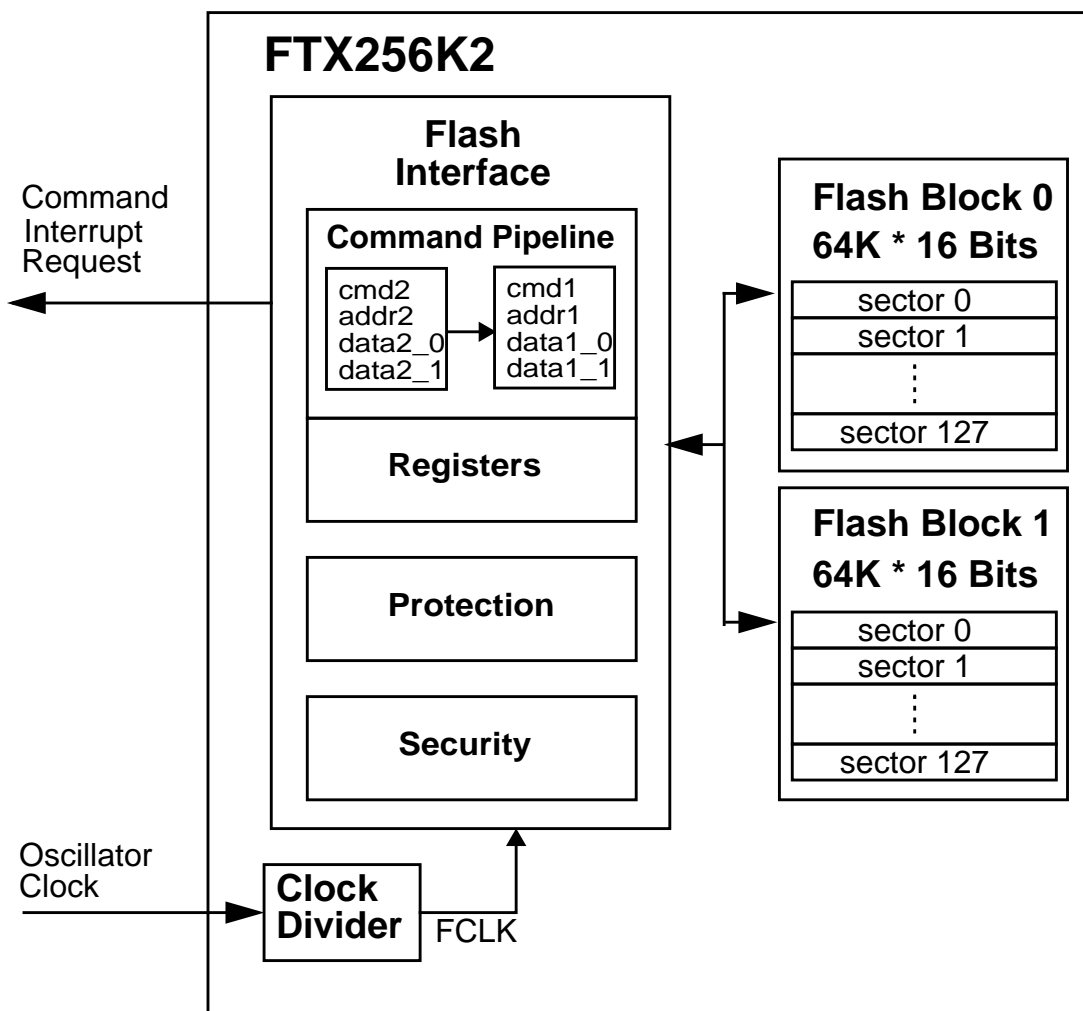 FTX256K2
Flash
Interface
Command
Interrupt
Request
Command Pipeline
cmd2
addr2
data2_0
data2_1
cmd1
addr1
data1_0
data1_1
Registers
Protection
Security
Flash Block 0
64K * 16 Bits
sector 0
sector 1
sector 127
Flash Block 1
64K * 16 Bits
sector 0
sector 1
sector 127
Oscillator
Clock
Clock
Divider
FCLK